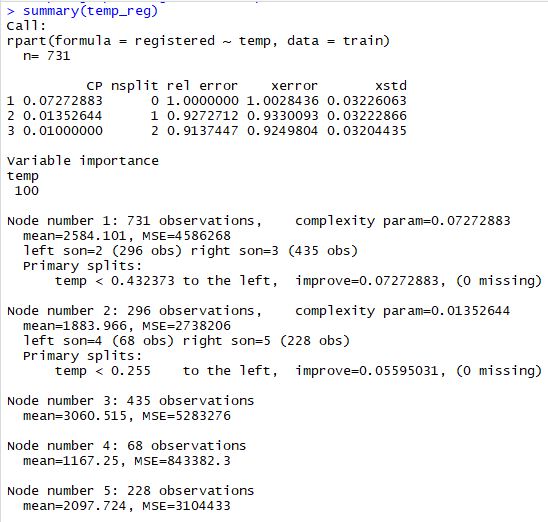 > summary(temp_reg)
Call:
rpart(formula = registered ~ temp, data = train)
  n= 731

          CP nsplit rel error    xerror       xstd
1 0.07272883      0 1.0000000 1.0028436 0.03226063
2 0.01352644      1 0.9272712 0.9330093 0.03222866
3 0.01000000      2 0.9137447 0.9249804 0.03204435

Variable importance
temp
 100

Node number 1: 731 observations,    complexity param=0.07272883
  mean=2584.101, MSE=4586268
  left son=2 (296 obs) right son=3 (435 obs)
  Primary splits:
      temp < 0.432373 to the left,  improve=0.07272883, (0 missing)

Node number 2: 296 observations,    complexity param=0.01352644
  mean=1883.966, MSE=2738206
  left son=4 (68 obs) right son=5 (228 obs)
  Primary splits:
      temp < 0.255    to the left,  improve=0.05595031, (0 missing)

Node number 3: 435 observations
  mean=3060.515, MSE=5283276

Node number 4: 68 observations
  mean=1167.25, MSE=843382.3

Node number 5: 228 observations
  mean=2097.724, MSE=3104433